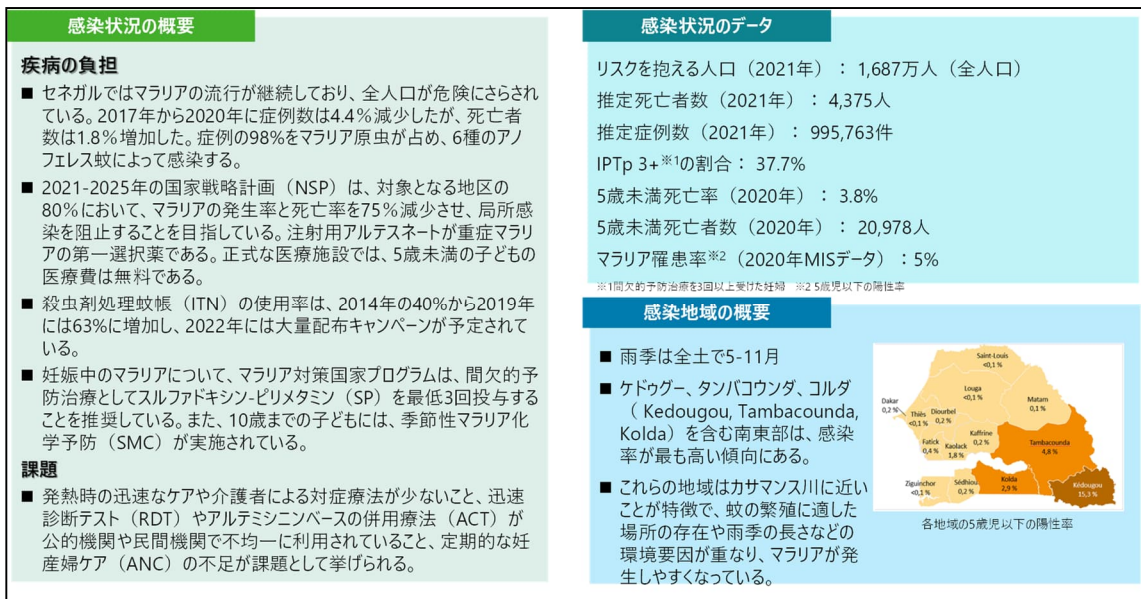 感染状況の概要
疾病の負担
■ セネガルではマラリアの流行が継続しており、全人口が危険にさらされ
ている。2017年から2020年に症例数は4.4％減少したが、死亡者
数は1.8％増加した。症例の98%をマラリア原虫が占め、6種のアノ
フェレス蚊によって感染する。
■ 2021-2025年の国家戦略計画（NSP）は、対象となる地区の
80％において、マラリアの発生率と死亡率を75％減少させ、局所感
染を阻止することを目指している。注射用アルテスネートが重症マラリ
アの第一選択薬である。正式な医療施設では、5歳未満の子どもの
医療費は無料である。
■ 殺虫剤処理蚊帳（ITN）の使用率は、2014年の40%から2019年
には63%に増加し、2022年には大量配布キャンペーンが予定されて
いる。
■ 妊娠中のマラリアについて、マラリア対策国家プログラムは、間欠的予
防治療としてスルファドキシン-ピリメタミン（SP）を最低3回投与する
ことを推奨している。また、10歳までの子どもには、季節性マラリア化
学予防（SMC）が実施されている。
課題
■ 発熱時の迅速なケアや介護者による対症療法が少ないこと、迅速
診断テスト（RDT）やアルテミシニンベースの併用療法（ACT）が
公的機関や民間機関で不均一に利用されていること、定期的な妊
産婦ケア（ANC）の不足が課題として挙げられる。
感染状況のデータ
リスクを抱える人口（2021年）： 1,687万人（全人口）
推定死亡者数（2021年）： 4,375人
推定症例数（2021年）： 995,763件
IPTp 3+※1の割合： 37.7%
5歳未満死亡率（2020年）： 3.8%
5歳未満死亡者数（2020年）： 20,978人
マラリア罹患率※2（2020年MISデータ）：5%
※1間欠的予防治療を3回以上受けた妊婦 ※2 5歳児以下の陽性率
感染地域の概要
■ 雨季は全土で5-11月
■ ケドゥグー、タンバコウンダ、コルダ
（ Kedougou, Tambacounda,
Kolda）を含む南東部は、感染
率が最も高い傾向にある。
■ これらの地域はカサマンス川に近い
ことが特徴で、蚊の繁殖に適した
場所の存在や雨季の長さなどの
環境要因が重なり、マラリアが発
生しやすくなっている。
Saint-Louis
<0,1 %
Louga
<0,1 %
Matam
0,1 %
Dakar
0,2 %
Thiès
<0,1 %
Diourbel
0,2 %
Fatick
0,4 %
Kaolack
1,8 %
Kaffrine
0,2 %
Tambacounda
4,8 %
Ziguinchor
<0,1 %
Sédhiou
0,2 %
Kolda
2,9 %
Kédougou
15,3 %
各地域の5歳児以下の陽性率